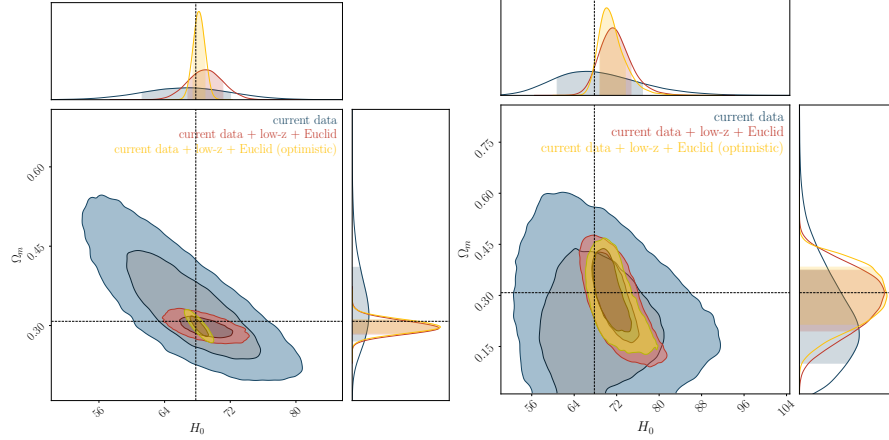 current data
current data + low-z + Euclid
current data + low-z + Euclid (optimistic)
0.60
0.45
0.30
Ωm
56
64
72
80
H0
current data
current data + low-z + Euclid
current data + low-z + Euclid (optimistic)
0.75
0.60
0.45
0.30
0.15
Ωm
56
64
72
80
88
96
104
H0